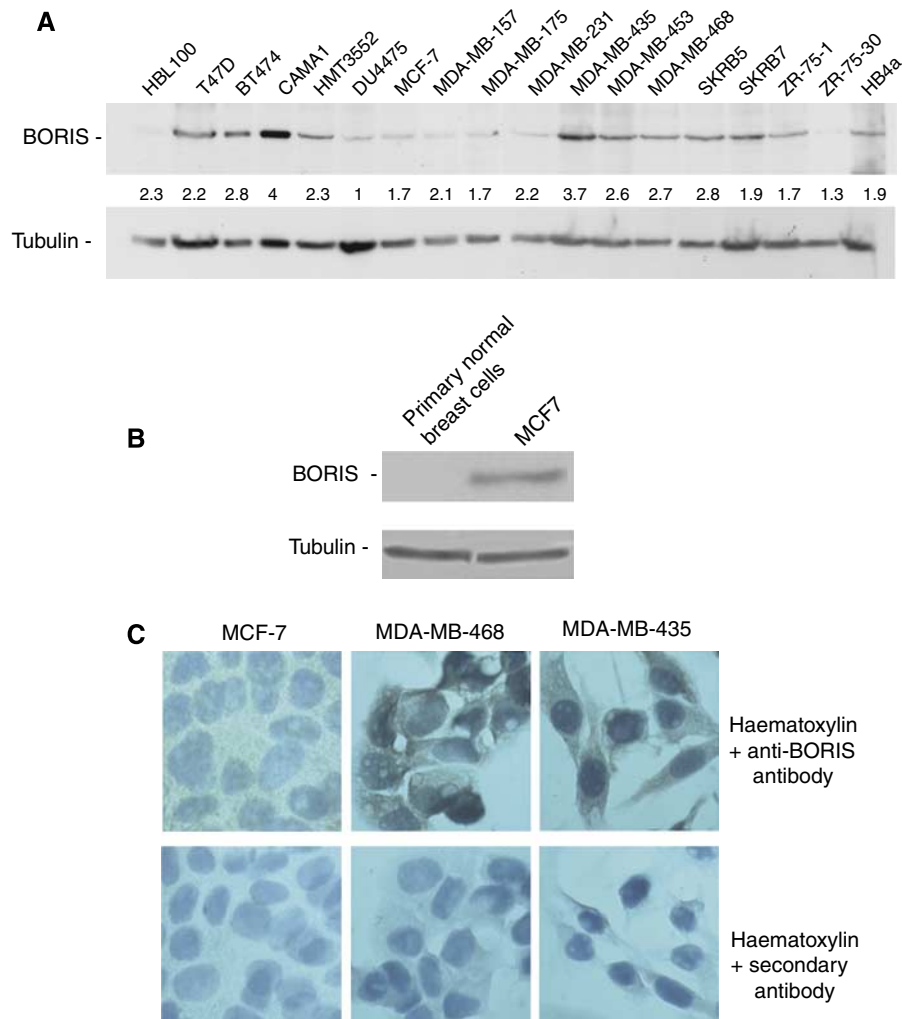 A
HBL100 T47D BT474 CAMA1 HMT3552 DU4475 MCF-7 MDA-MB-157 MDA-MB-175 MDA-MB-231 MDA-MB-435 MDA-MB-453 MDA-MB-468 SKRB5 SKRB7 ZR-75-1 ZR-75-30 HB4a
BORIS -
2.3 2.2 2.8 4 2.3 1 1.7 2.1 1.7 2.2 3.7 2.6 2.7 2.8 1.9 1.7 1.3 1.9
Tubulin -
B
Primary normal
breast cells
MCF7
BORIS -
Tubulin -
C
MCF-7 MDA-MB-468 MDA-MB-435
Haematoxylin
+ anti-BORIS
antibody
Haematoxylin
+ secondary
antibody